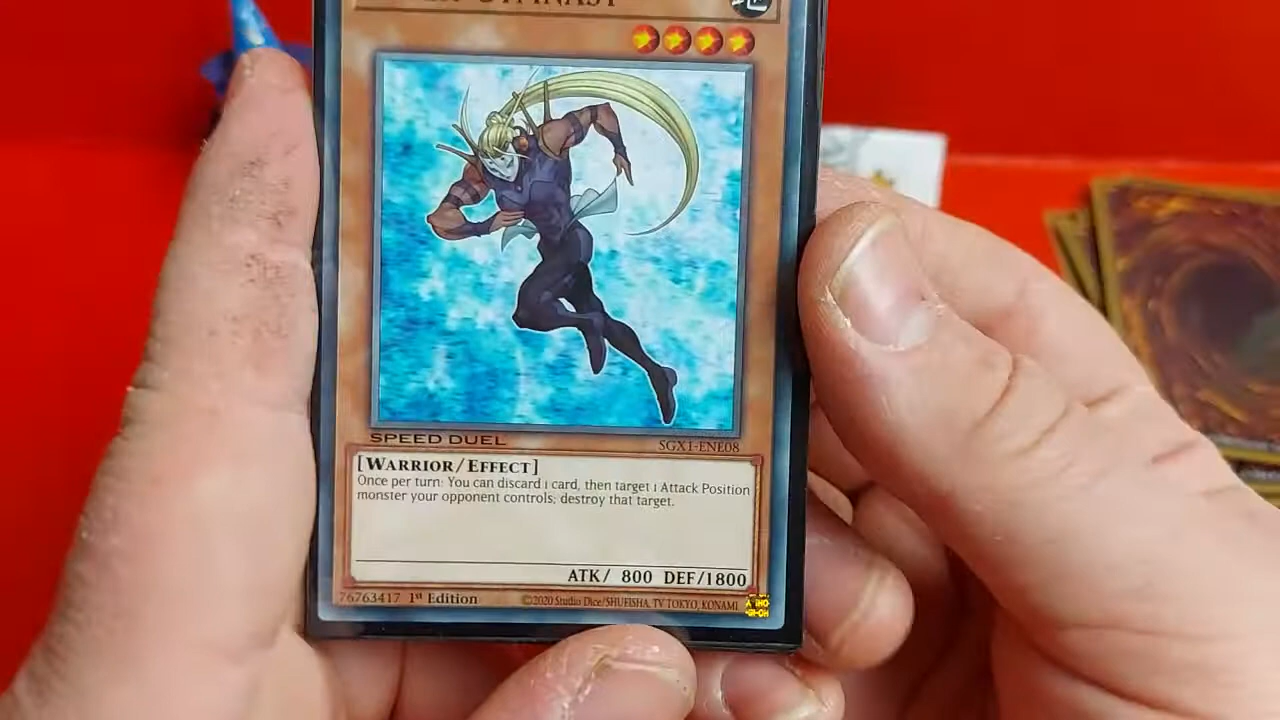 SPEED DUEL
SGX1-ENE08
[WARRIOR/EFFECT]
Once per turn: You can discard 1 card, then target 1 Attack Position
monster your opponent controls; destroy that target.
ATK/ 800 DEF/1800
76763417 1st Edition
©2020 Studio Dice/SHUEISHA, TV TOKYO, KONAMI